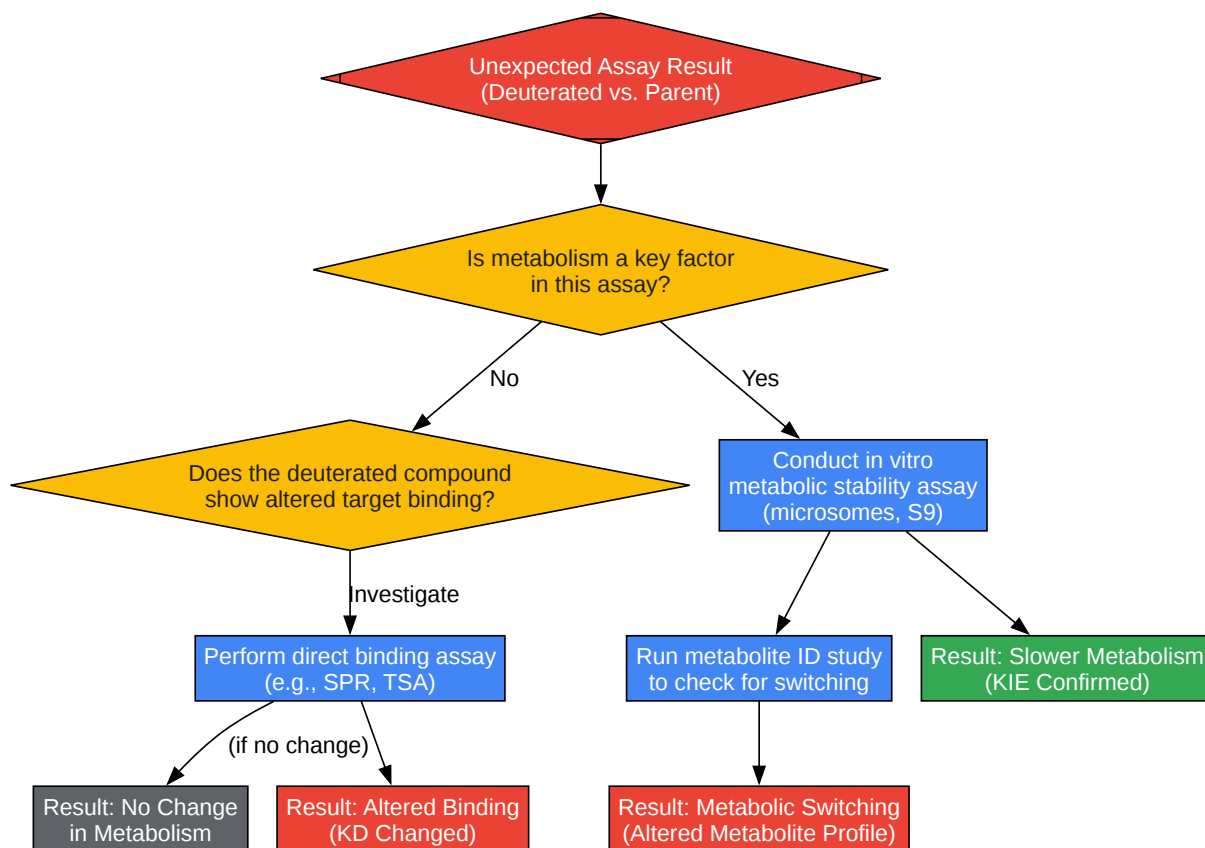 Unexpected Assay Result
(Deuterated vs. Parent)
Is metabolism a key factor
in this assay?
No
Yes
Does the deuterated compound
show altered target binding?
Conduct in vitro
metabolic stability assay
(microsomes, S9)
Investigate
Perform direct binding assay
(e.g., SPR, TSA)
Run metabolite ID study
to check for switching
Result: Slower Metabolism
(KIE Confirmed)
(if no change)
Result: No Change
in Metabolism
Result: Altered Binding
(KD Changed)
Result: Metabolic Switching
(Altered Metabolite Profile)